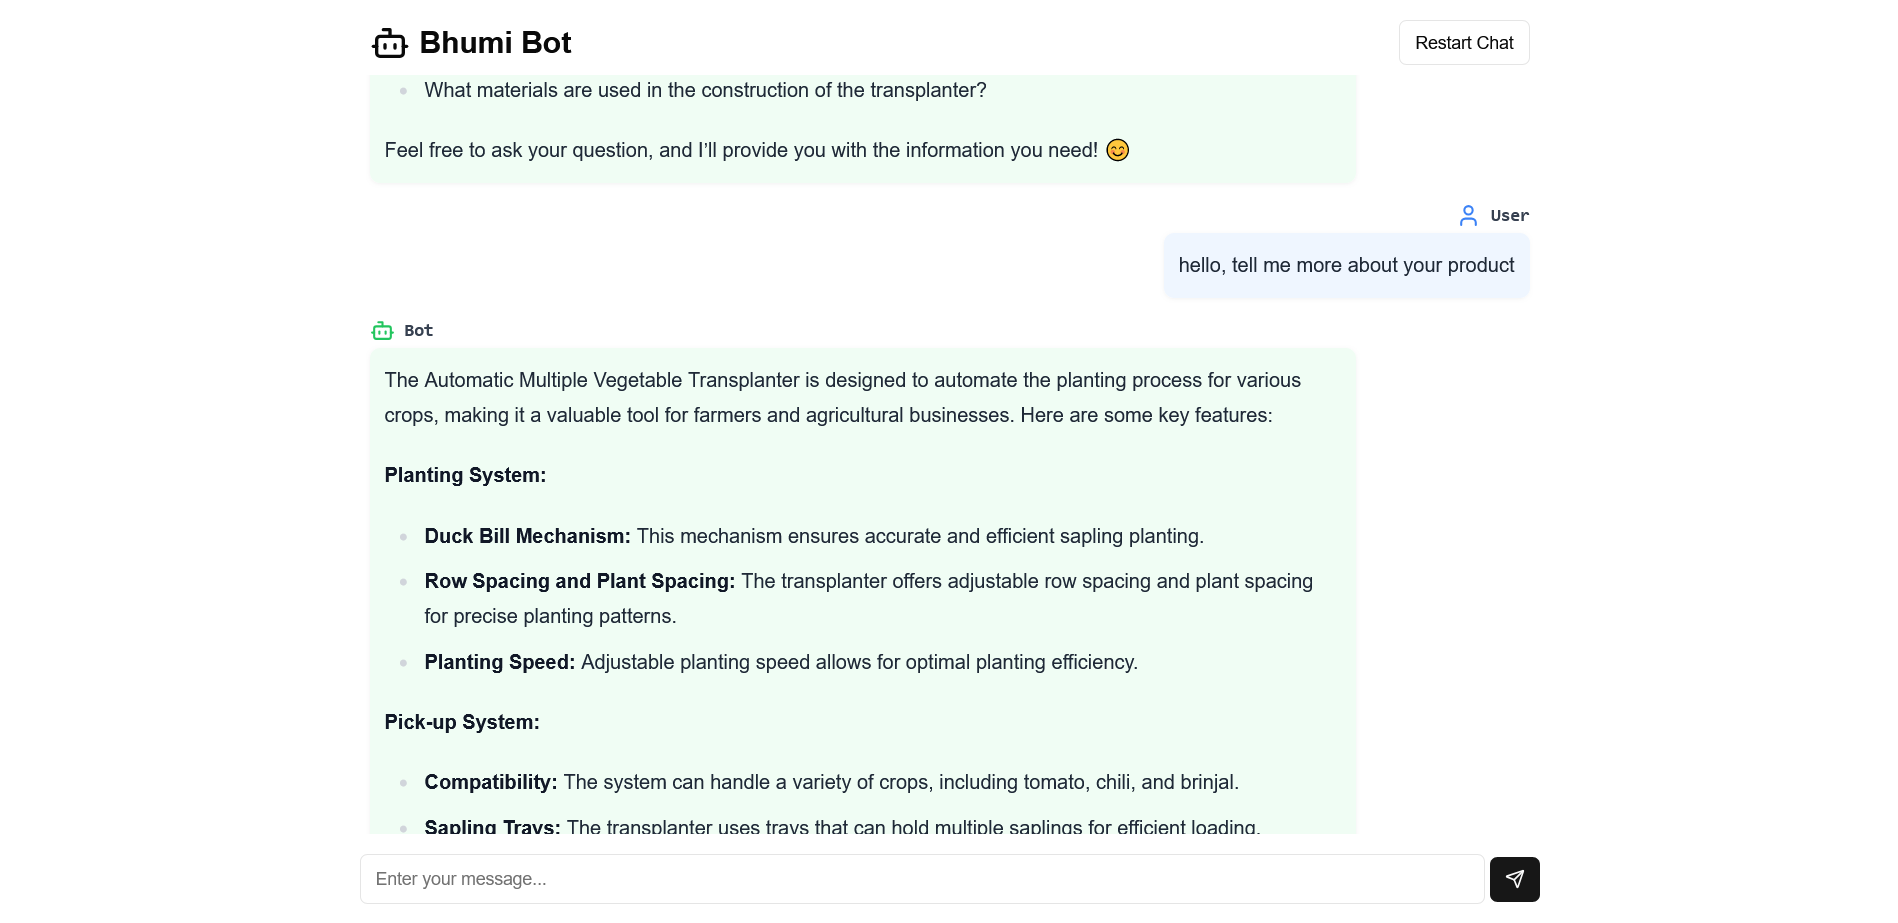 Bhumi Bot
Restart Chat
What materials are used in the construction of the transplanter?
Feel free to ask your question, and I’ll provide you with the information you need! 😊
User
hello, tell me more about your product
Bot
The Automatic Multiple Vegetable Transplanter is designed to automate the planting process for various
crops, making it a valuable tool for farmers and agricultural businesses. Here are some key features:
Planting System:
Duck Bill Mechanism: This mechanism ensures accurate and efficient sapling planting.
Row Spacing and Plant Spacing: The transplanter offers adjustable row spacing and plant spacing
for precise planting patterns.
Planting Speed: Adjustable planting speed allows for optimal planting efficiency.
Pick-up System:
Compatibility: The system can handle a variety of crops, including tomato, chili, and brinjal.
Sapling Trays: The transplanter uses trays that can hold multiple saplings for efficient loading.
Enter your message...